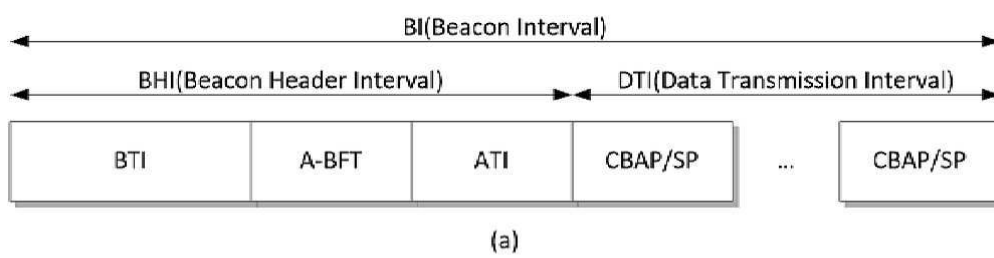 BI(Beacon Interval)
BHI(Beacon Header Interval) DTI(Data Transmission Interval)
BTI A-BFT ATI CBAP/SP ... CBAP/SP
(a)